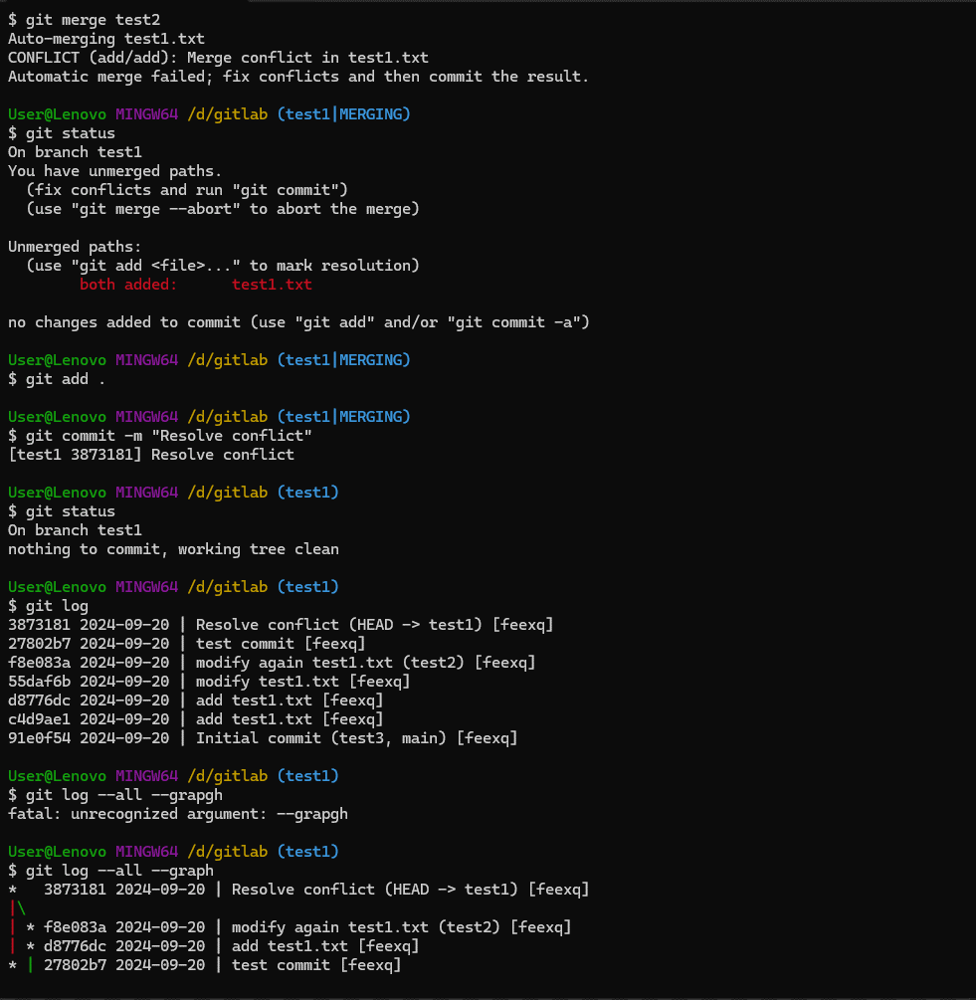 $ git merge test2
Auto-merging test1.txt
CONFLICT (add/add): Merge conflict in test1.txt
Automatic merge failed; fix conflicts and then commit the result.
User@Lenovo MINGW64 /d/gitlab (test1|MERGING)
$ git status
On branch test1
You have unmerged paths.
  (fix conflicts and run "git commit")
  (use "git merge --abort" to abort the merge)
Unmerged paths:
  (use "git add <file>..." to mark resolution)
        both added:      test1.txt
no changes added to commit (use "git add" and/or "git commit -a")
User@Lenovo MINGW64 /d/gitlab (test1|MERGING)
$ git add .
User@Lenovo MINGW64 /d/gitlab (test1|MERGING)
$ git commit -m "Resolve conflict"
[test1 3873181] Resolve conflict
User@Lenovo MINGW64 /d/gitlab (test1)
$ git status
On branch test1
nothing to commit, working tree clean
User@Lenovo MINGW64 /d/gitlab (test1)
$ git log
3873181 2024-09-20 | Resolve conflict (HEAD -> test1) [feexq]
27802b7 2024-09-20 | test commit [feexq]
f8e083a 2024-09-20 | modify again test1.txt (test2) [feexq]
55daf6b 2024-09-20 | modify test1.txt [feexq]
d8776dc 2024-09-20 | add test1.txt [feexq]
c4d9ae1 2024-09-20 | add test1.txt [feexq]
91e0f54 2024-09-20 | Initial commit (test3, main) [feexq]
User@Lenovo MINGW64 /d/gitlab (test1)
$ git log --all --grapgh
fatal: unrecognized argument: --grapgh
User@Lenovo MINGW64 /d/gitlab (test1)
$ git log --all --graph
*   3873181 2024-09-20 | Resolve conflict (HEAD -> test1) [feexq]
|\
| * f8e083a 2024-09-20 | modify again test1.txt (test2) [feexq]
| * d8776dc 2024-09-20 | add test1.txt [feexq]
* | 27802b7 2024-09-20 | test commit [feexq]